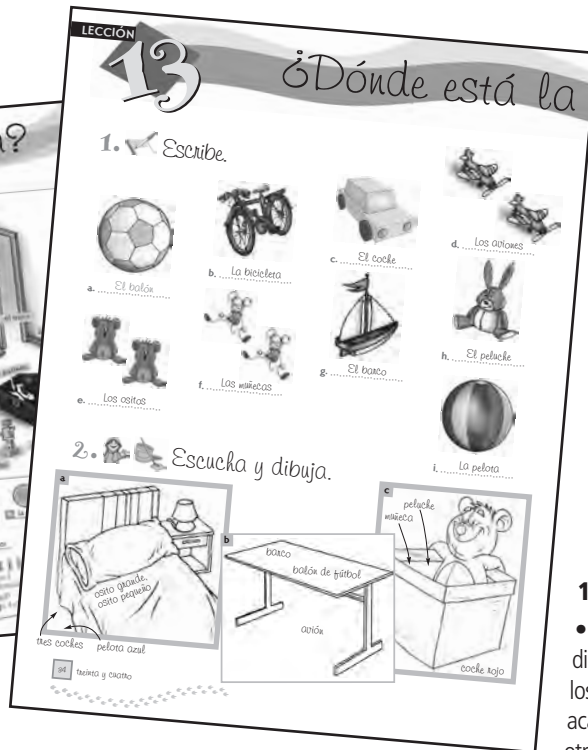 LECCIÓN
13
¿Dónde está la
1. Escribe.
a. El balón
b. La bicicleta
c. El coche
d. Los aviones
e. Los ositos
f. Las muñecas
g. El barco
h. El peluche
i. La pelota
2. Escucha y dibuja.
a
osito grande,
osito pequeño
tres coches
pelota azul
b
barco
balón de fútbol
avión
c
peluche
muñeca
coche rojo
34
treinta y cuatro